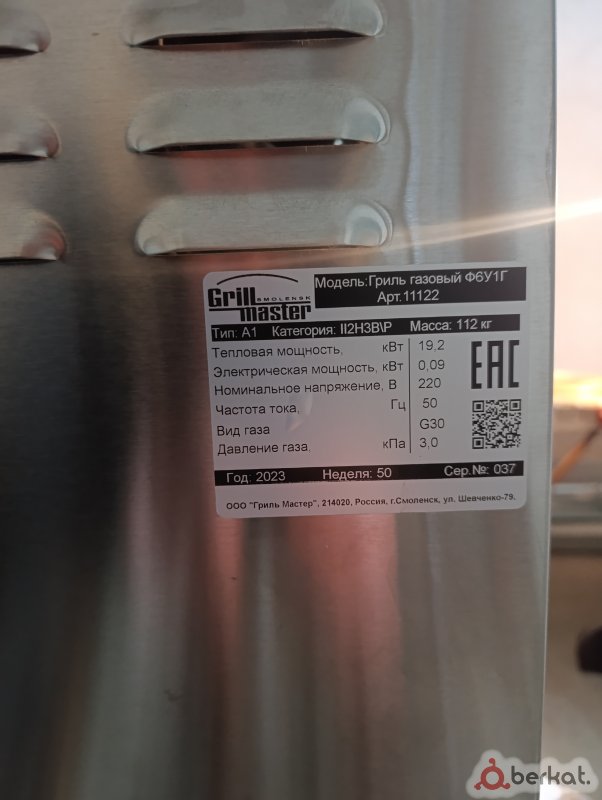 Grill SMOLENSK master
Модель:Гриль газовый Ф6У1Г
Арт.11122
Тип: А1 Категория: II2H3B\P Масса: 112 кг
Тепловая мощность, кВт 19,2
Электрическая мощность, кВт 0,09
Номинальное напряжение, В 220
Частота тока, Гц 50
Вид газа G30
Давление газа. кПа 3,0
EAC
Год: 2023 Неделя: 50 Сер.№: 037
ООО "Гриль Мастер", 214020, Россия, г.Смоленск, ул. Шевченко-79.
berkat.